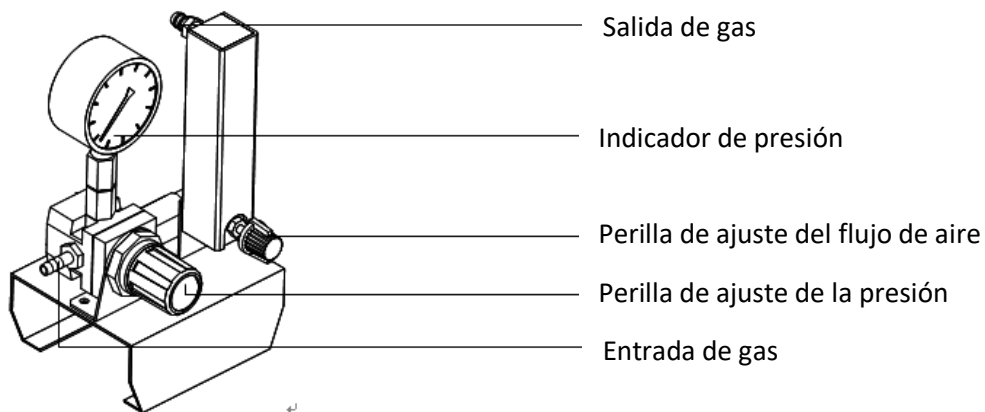 Salida de gas
Indicador de presión
Perilla de ajuste del flujo de aire
Perilla de ajuste de la presión
Entrada de gas